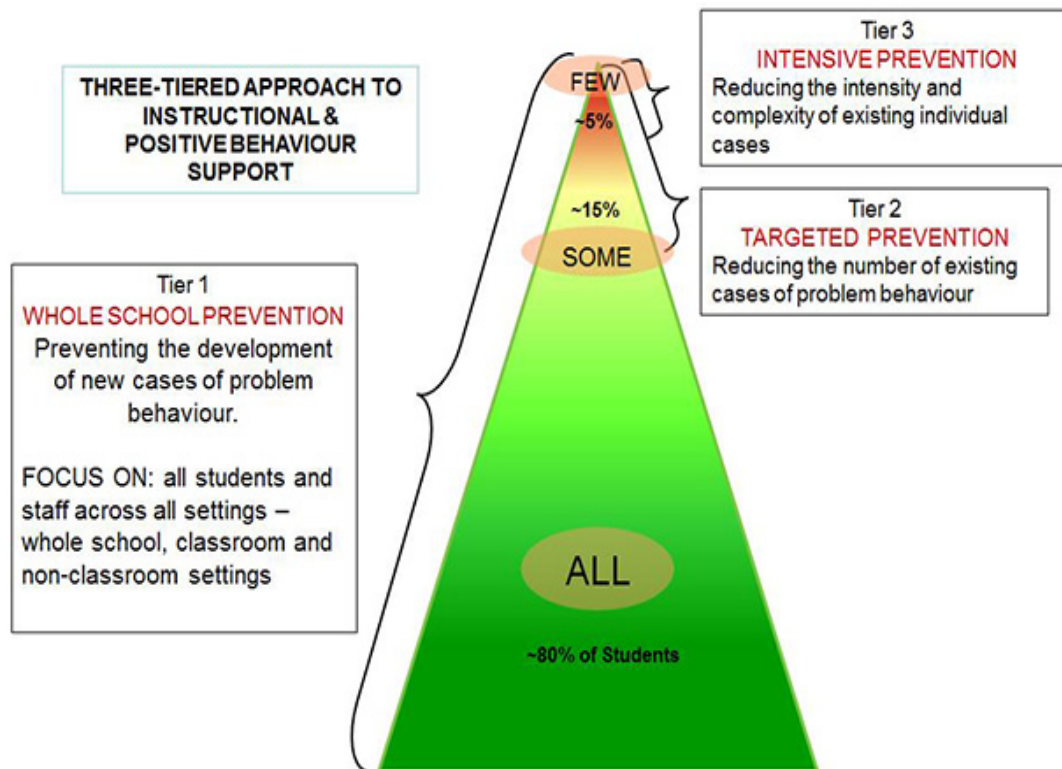 THREE-TIERED APPROACH TO
INSTRUCTIONAL &
POSITIVE BEHAVIOUR
SUPPORT
Tier 1
WHOLE SCHOOL PREVENTION
Preventing the development
of new cases of problem
behaviour.
FOCUS ON: all students and
staff across all settings –
whole school, classroom and
non-classroom settings
FEW
~5%
~15%
SOME
ALL
~80% of Students
Tier 3
INTENSIVE PREVENTION
Reducing the intensity and
complexity of existing individual
cases
Tier 2
TARGETED PREVENTION
Reducing the number of existing
cases of problem behaviour